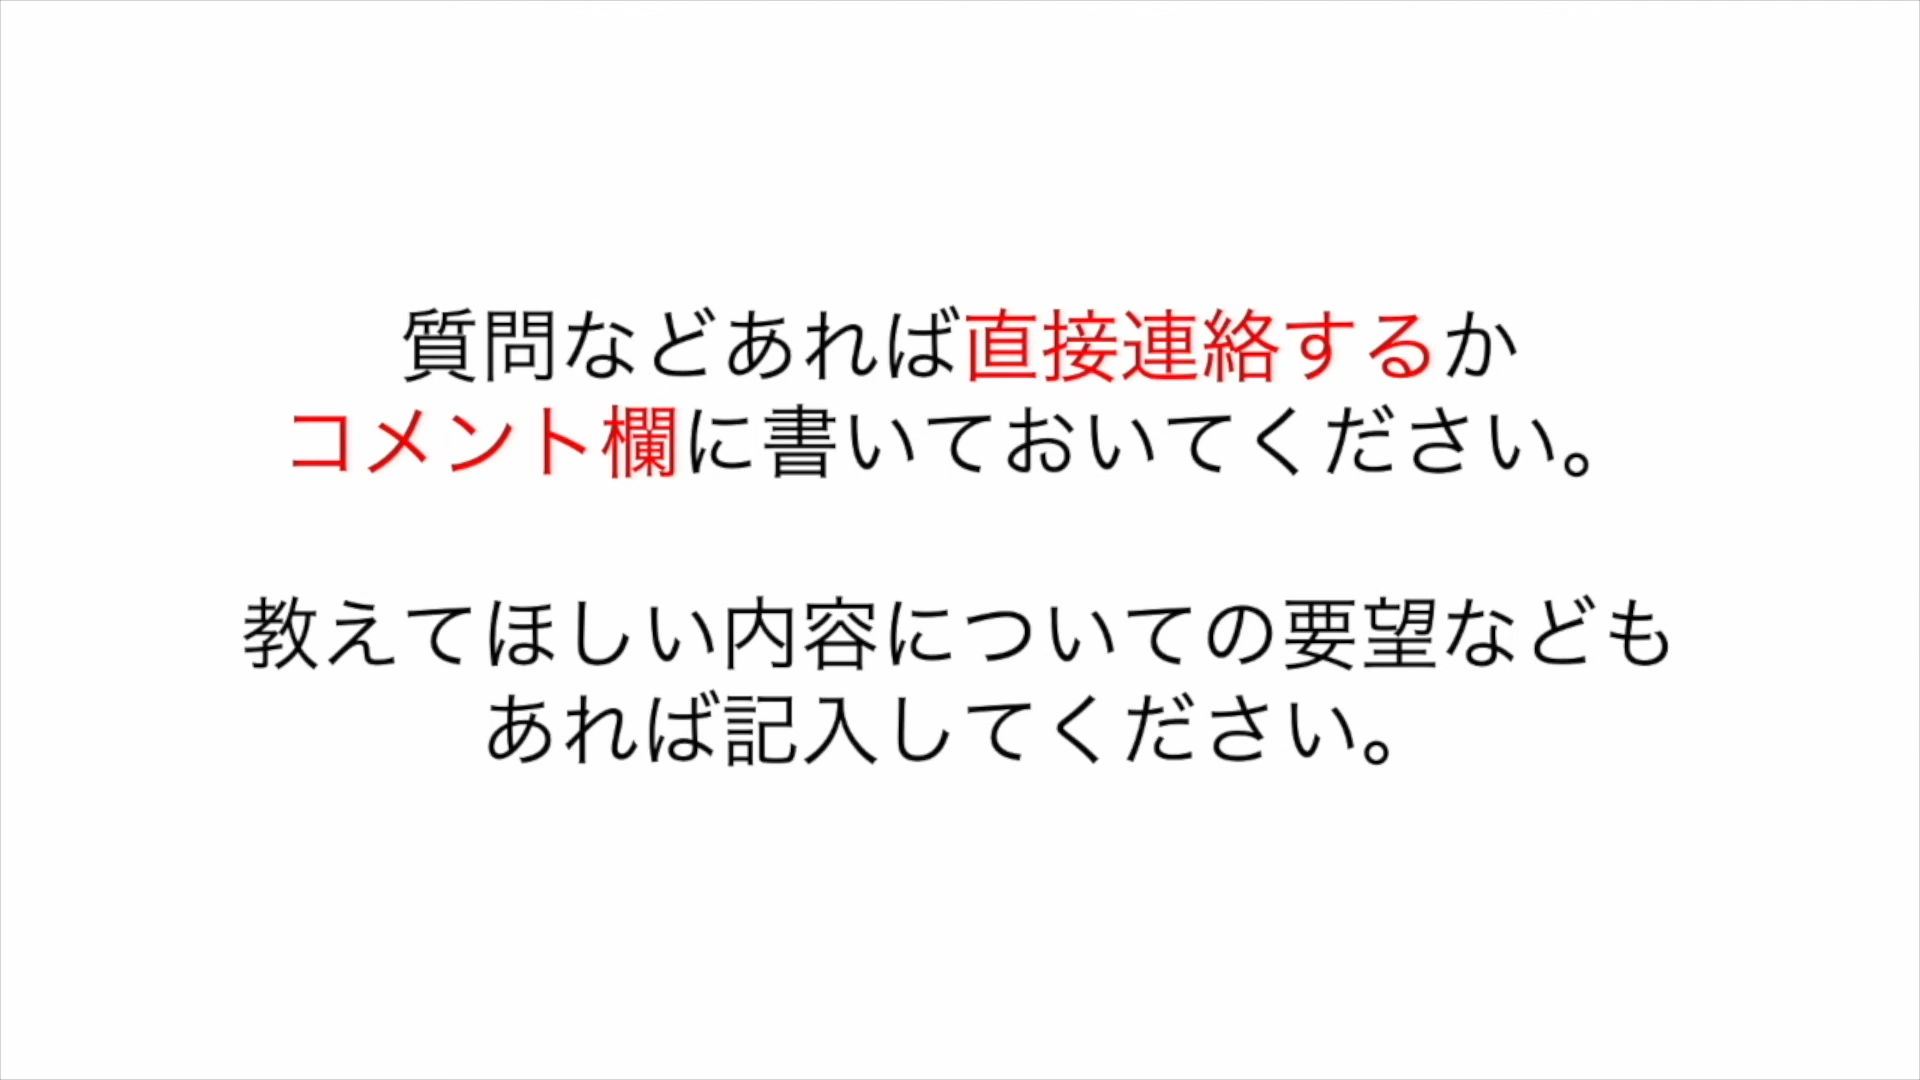 質問などあれば直接連絡するか
コメント欄に書いておいてください。
教えてほしい内容についての要望なども
あれば記入してください。